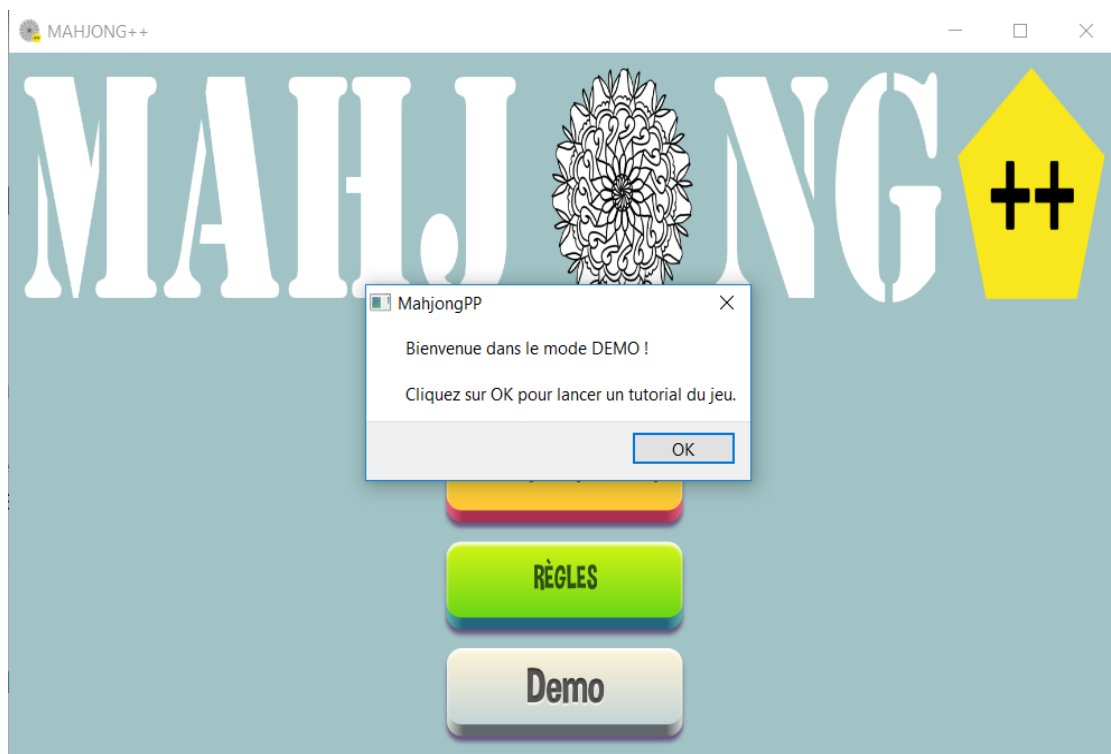 MAHJONG++
MAHJ NG ++
MahjongPP
Bienvenue dans le mode DEMO !
Cliquez sur OK pour lancer un tutorial du jeu.
OK
RÈGLES
Demo